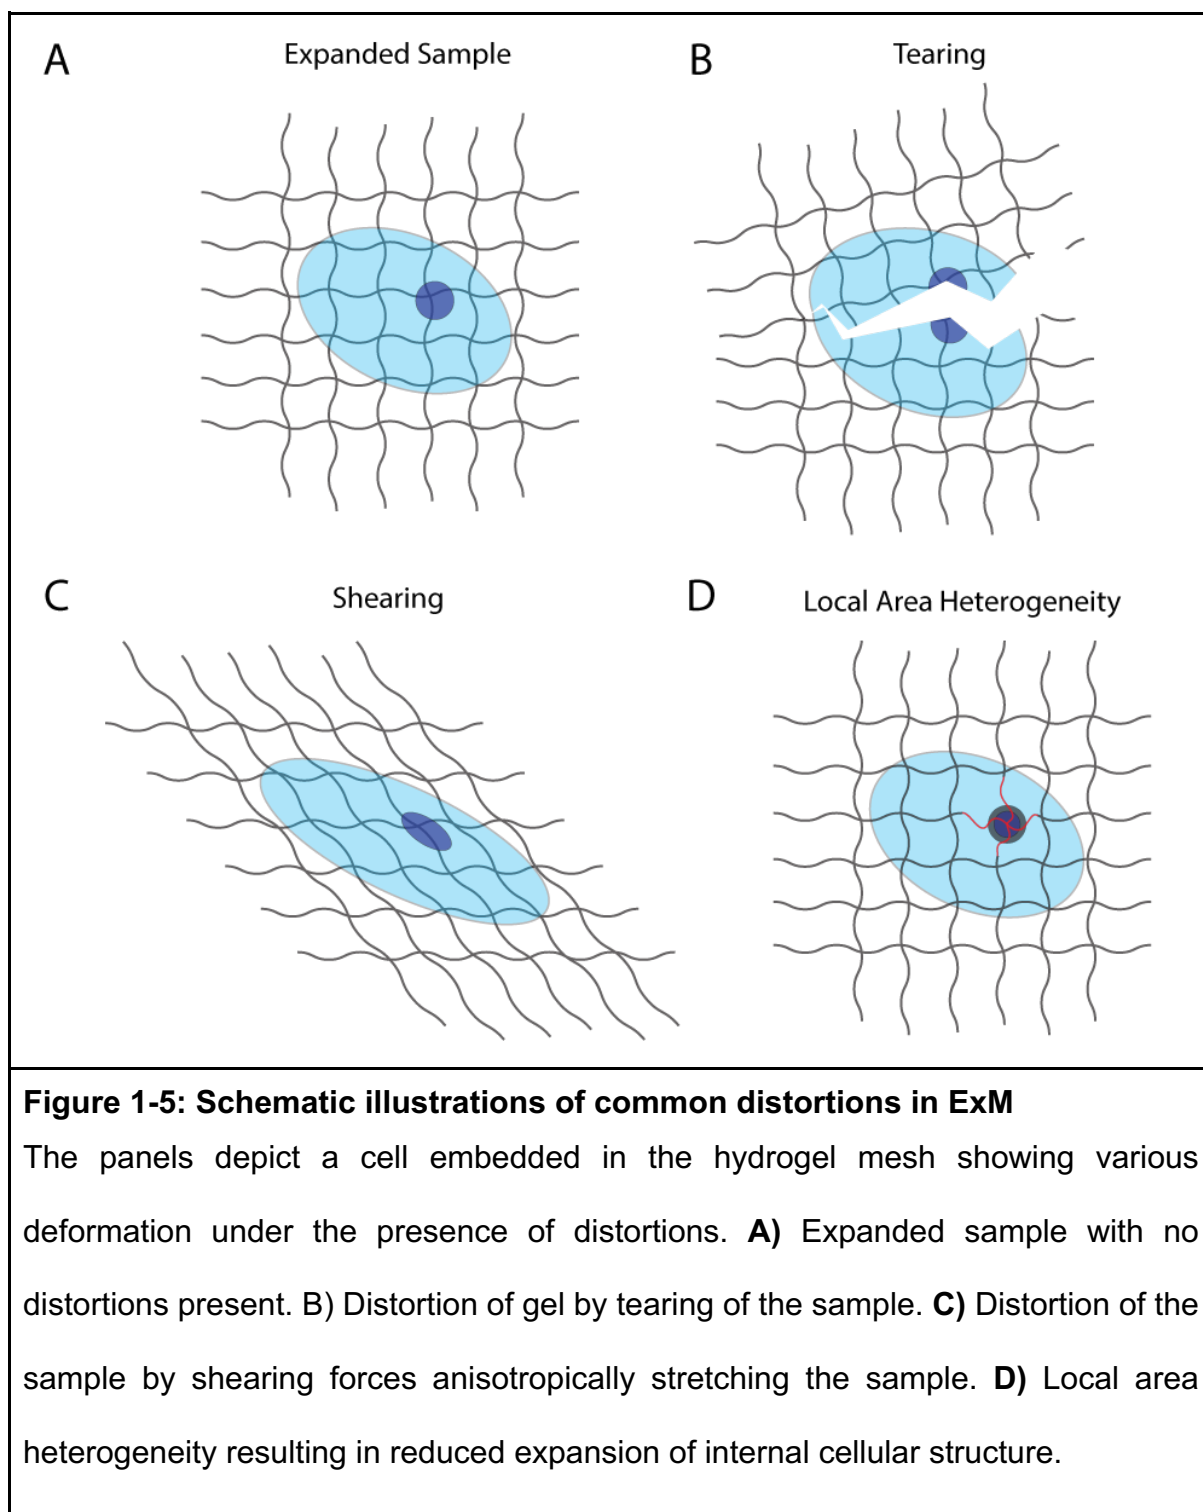 A
Expanded Sample
B
Tearing
C
Shearing
D
Local Area Heterogeneity
Figure 1-5: Schematic illustrations of common distortions in ExM
The panels depict a cell embedded in the hydrogel mesh showing various
deformation under the presence of distortions. A) Expanded sample with no
distortions present. B) Distortion of gel by tearing of the sample. C) Distortion of the
sample by shearing forces anisotropically stretching the sample. D) Local area
heterogeneity resulting in reduced expansion of internal cellular structure.